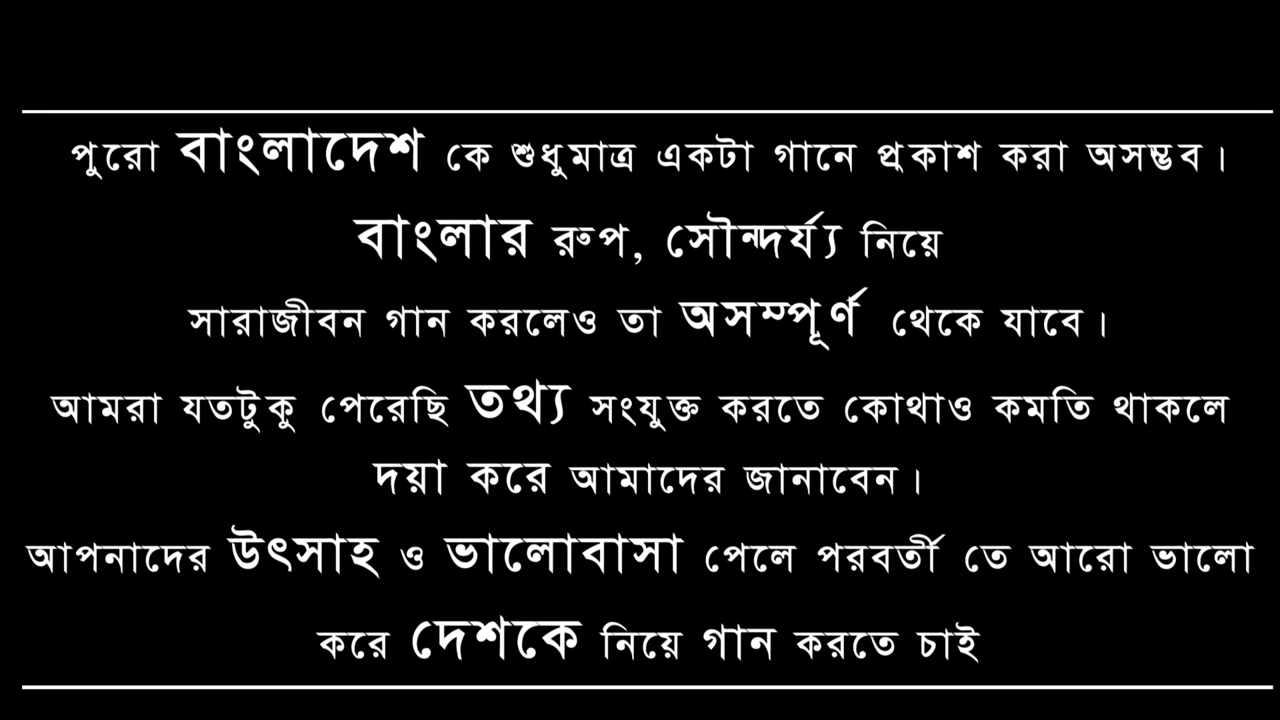 পুরো বাংলাদেশ কে শুধুমাত্র একটা গানে প্রকাশ করা অসম্ভব।
বাংলার রুপ, সৌন্দর্য্য নিয়ে
সারাজীবন গান করলেও তা অসম্পূর্ণ থেকে যাবে।
আমরা যতটুকু পেরেছি তথ্য সংযুক্ত করতে কোথাও কমতি থাকলে
দয়া করে আমাদের জানাবেন।
আপনাদের উৎসাহ ও ভালোবাসা পেলে পরবর্তী তে আরো ভালো
করে দেশকে নিয়ে গান করতে চাই